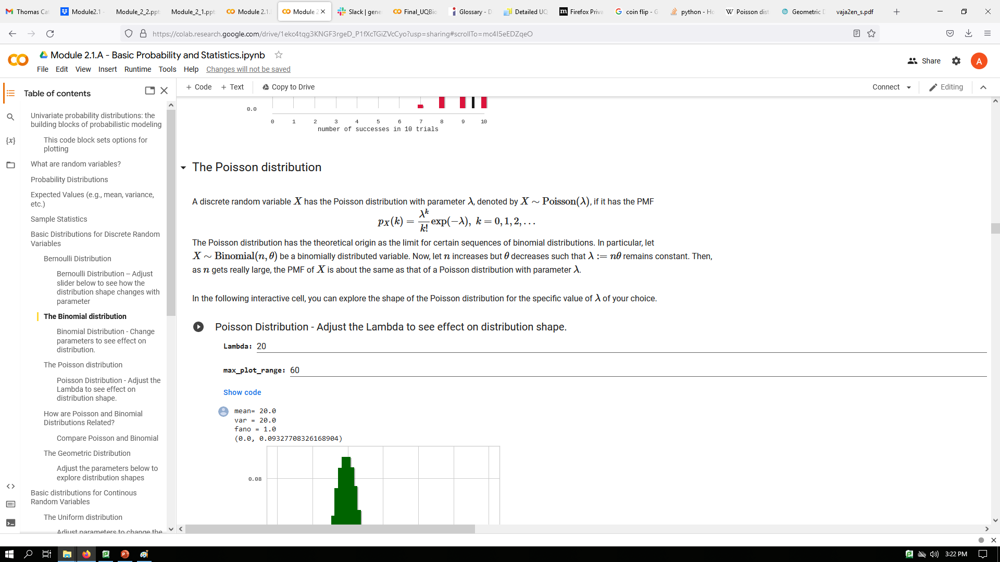 Thomas Cat
Module2.1 -
Module_2_2.ppt
Module_2_1.ppt
Module 2.1.
Module 2
Slack | gene
Final_UQBio
Glossary - D
Detailed UQ
Firefox Priva
coin flip - G
python - Ho
Poisson dist
Geometric D
vaja2en_s.pdf
https://colab.research.google.com/drive/1ekc4tqg3KNGF3rgeD_P1fXcTGiZVcCyo?usp=sharing#scrollTo=mc4I5eEDZqeO
Module 2.1.A - Basic Probability and Statistics.ipynb
Share
A
File Edit View Insert Runtime Tools Help Changes will not be saved
+ Code + Text Copy to Drive
Connect
Editing
Table of contents
Univariate probability distributions: the
building blocks of probabilistic modeling
This code block sets options for
plotting
What are random variables?
Probability Distributions
Expected Values (e.g., mean, variance,
etc.)
Sample Statistics
Basic Distributions for Discrete Random
Variables
Bernoulli Distribution
Bernoulli Distribution – Adjust
slider below to see how the
distribution shape changes with
parameter
The Binomial distribution
Binomial Distribution - Change
parameters to see effect on
distribution.
The Poisson distribution
Poisson Distribution - Adjust the
Lambda to see effect on
distribution shape.
How are Poisson and Binomial
Distributions Related?
Compare Poisson and Binomial
The Geometric Distribution
Adjust the parameters below to
explore distribution shapes
Basic distributions for Continous
Random Variables
The Uniform distribution
Adjust parameters to change the
0.0
0 1 2 3 4 5 6 7 8 9 10
number of successes in 10 trials
The Poisson distribution
A discrete random variable X has the Poisson distribution with parameter λ, denoted by X ∼ Poisson(λ), if it has the PMF
p_X(k) = λ^k/k! exp(−λ), k = 0, 1, 2, . . .
The Poisson distribution has the theoretical origin as the limit for certain sequences of binomial distributions. In particular, let
X ∼ Binomial(n, θ) be a binomially distributed variable. Now, let n increases but θ decreases such that λ := nθ remains constant. Then,
as n gets really large, the PMF of X is about the same as that of a Poisson distribution with parameter λ.
In the following interactive cell, you can explore the shape of the Poisson distribution for the specific value of λ of your choice.
Poisson Distribution - Adjust the Lambda to see effect on distribution shape.
Lambda: 20
max_plot_range: 60
Show code
mean= 20.0
var = 20.0
fano = 1.0
(0.0, 0.09327708326168904)
0.08
3:22 PM